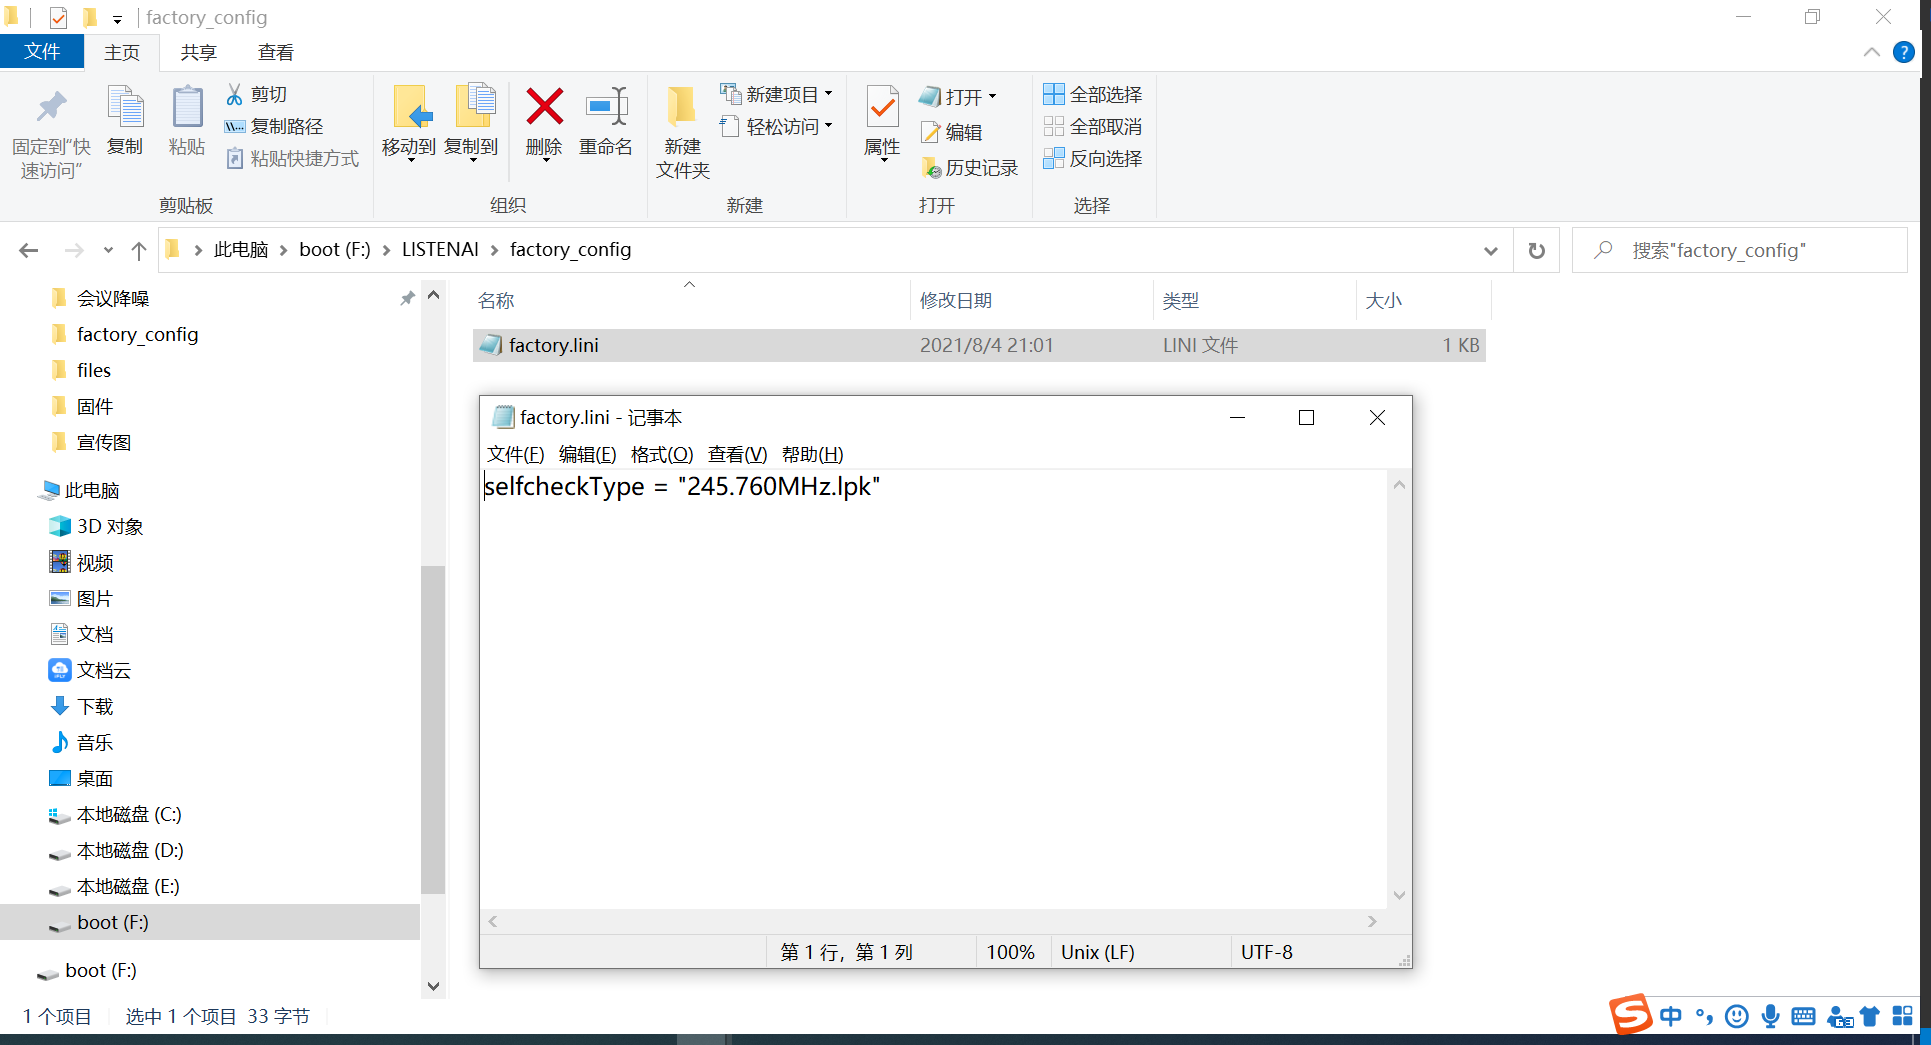 factory_config
文件 主页 共享 查看
固定到"快
速访问"
复制
粘贴
剪切
复制路径
粘贴快捷方式
剪贴板
移动到
复制到
删除
重命名
组织
新建
文件夹
新建项目
轻松访问
新建
属性
打开
编辑
历史记录
打开
全部选择
全部取消
反向选择
选择
此电脑 boot (F:) LISTENAI factory_config
搜索"factory_config"
会议降噪
factory_config
files
固件
宣传图
此电脑
3D 对象
视频
图片
文档
文档云
下载
音乐
桌面
本地磁盘 (C:)
本地磁盘 (D:)
本地磁盘 (E:)
boot (F:)
boot (F:)
名称 修改日期 类型 大小
factory.lini 2021/8/4 21:01 LINI 文件 1 KB
factory.lini - 记事本
文件(F) 编辑(E) 格式(O) 查看(V) 帮助(H)
selfcheckType = "245.760MHz.lpk"
第 1 行，第 1 列 100% Unix (LF) UTF-8
1 个项目 选中 1 个项目 33 字节
中